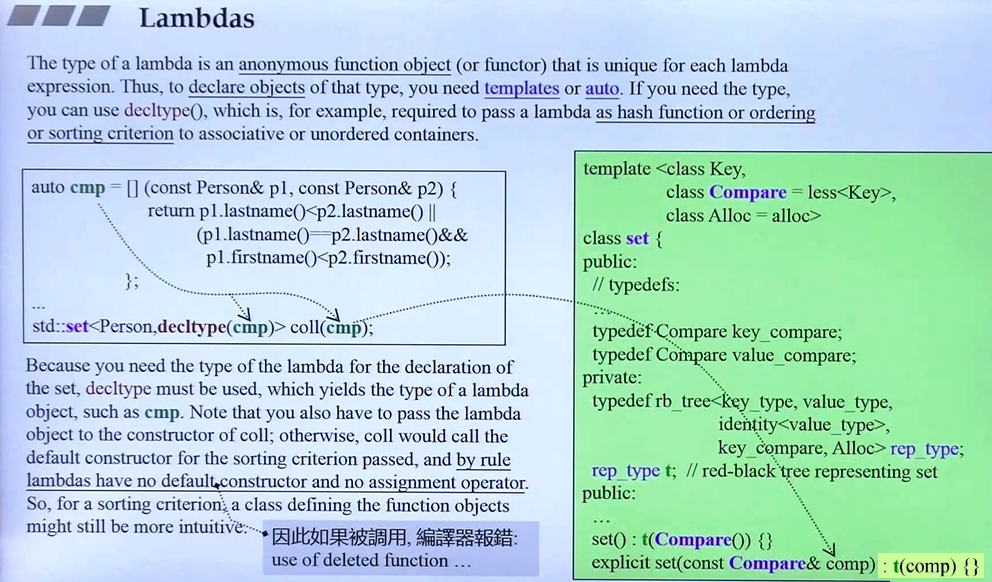 Lambdas
The type of a lambda is an anonymous function object (or functor) that is unique for each lambda
expression. Thus, to declare objects of that type, you need templates or auto. If you need the type,
you can use decltype(), which is, for example, required to pass a lambda as hash function or ordering
or sorting criterion to associative or unordered containers.
auto cmp = [] (const Person& p1, const Person& p2) {
return p1.lastname()<p2.lastname() ||
(p1.lastname()==p2.lastname()&&
p1.firstname()<p2.firstname());
};
...
std::set<Person,decltype(cmp)> coll(cmp);
Because you need the type of the lambda for the declaration of
the set, decltype must be used, which yields the type of a lambda
object, such as cmp. Note that you also have to pass the lambda
object to the constructor of coll; otherwise, coll would call the
default constructor for the sorting criterion passed, and by rule
lambdas have no default constructor and no assignment operator.
So, for a sorting criterion, a class defining the function objects
might still be more intuitive.
因此如果被調用, 編譯器報錯:
use of deleted function …
template <class Key,
class Compare = less<Key>,
class Alloc = alloc>
class set {
public:
// typedefs:
...
typedef Compare key_compare;
typedef Compare value_compare;
private:
typedef rb_tree<key_type, value_type,
identity<value_type>,
key_compare, Alloc> rep_type;
rep_type t;  // red-black tree representing set
public:
…
set() : t(Compare()) {}
explicit set(const Compare& comp) : t(comp) {}